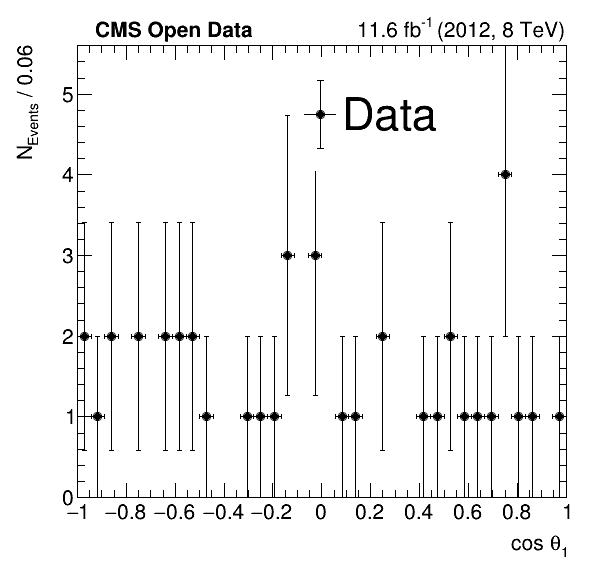 CMS Open Data 11.6 fb⁻¹ (2012, 8 TeV)
N_Events / 0.06
Data
5
4
3
2
1
0
−1 −0.8 −0.6 −0.4 −0.2 0 0.2 0.4 0.6 0.8 1
cos θ₁